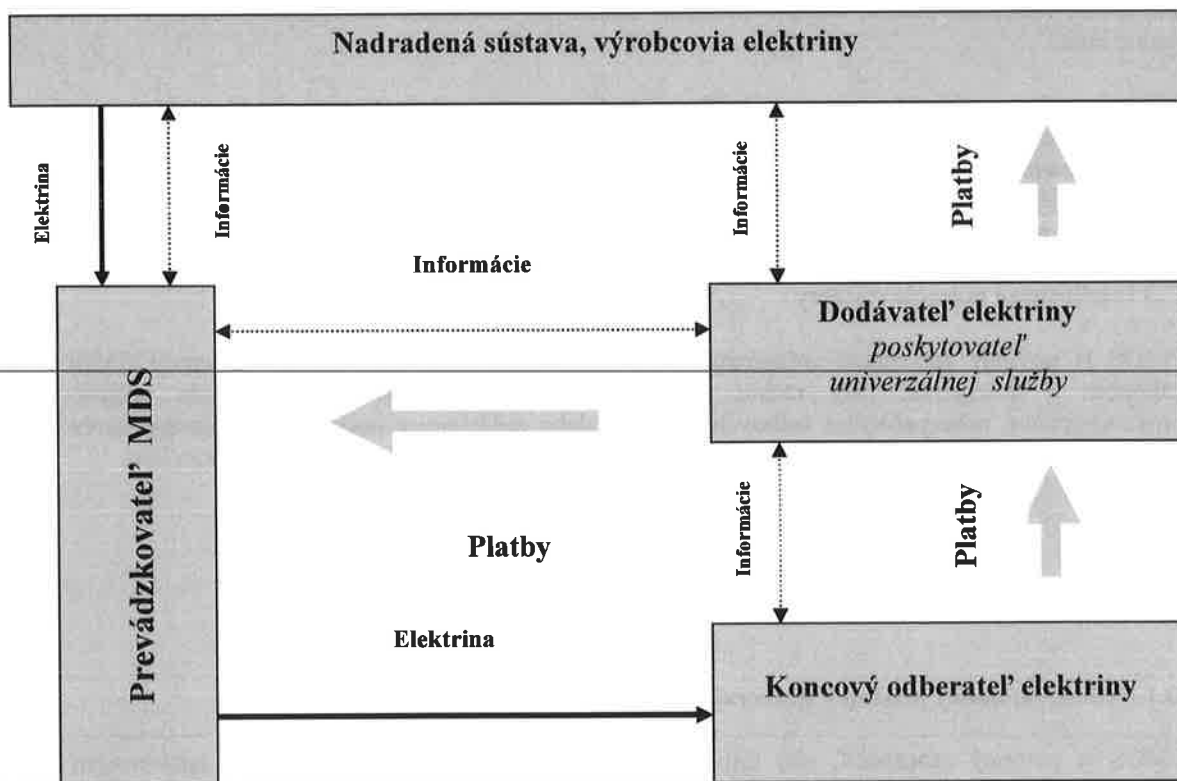 Nadradená sústava, výrobcovia elektriny
Elektrina
Informácie
Informácie
Platby
Informácie
Dodávateľ elektriny
poskytovateľ
univerzálnej služby
Prevádzkovateľ MDS
Informácie
Platby
Platby
Elektrina
Koncový odberateľ elektriny